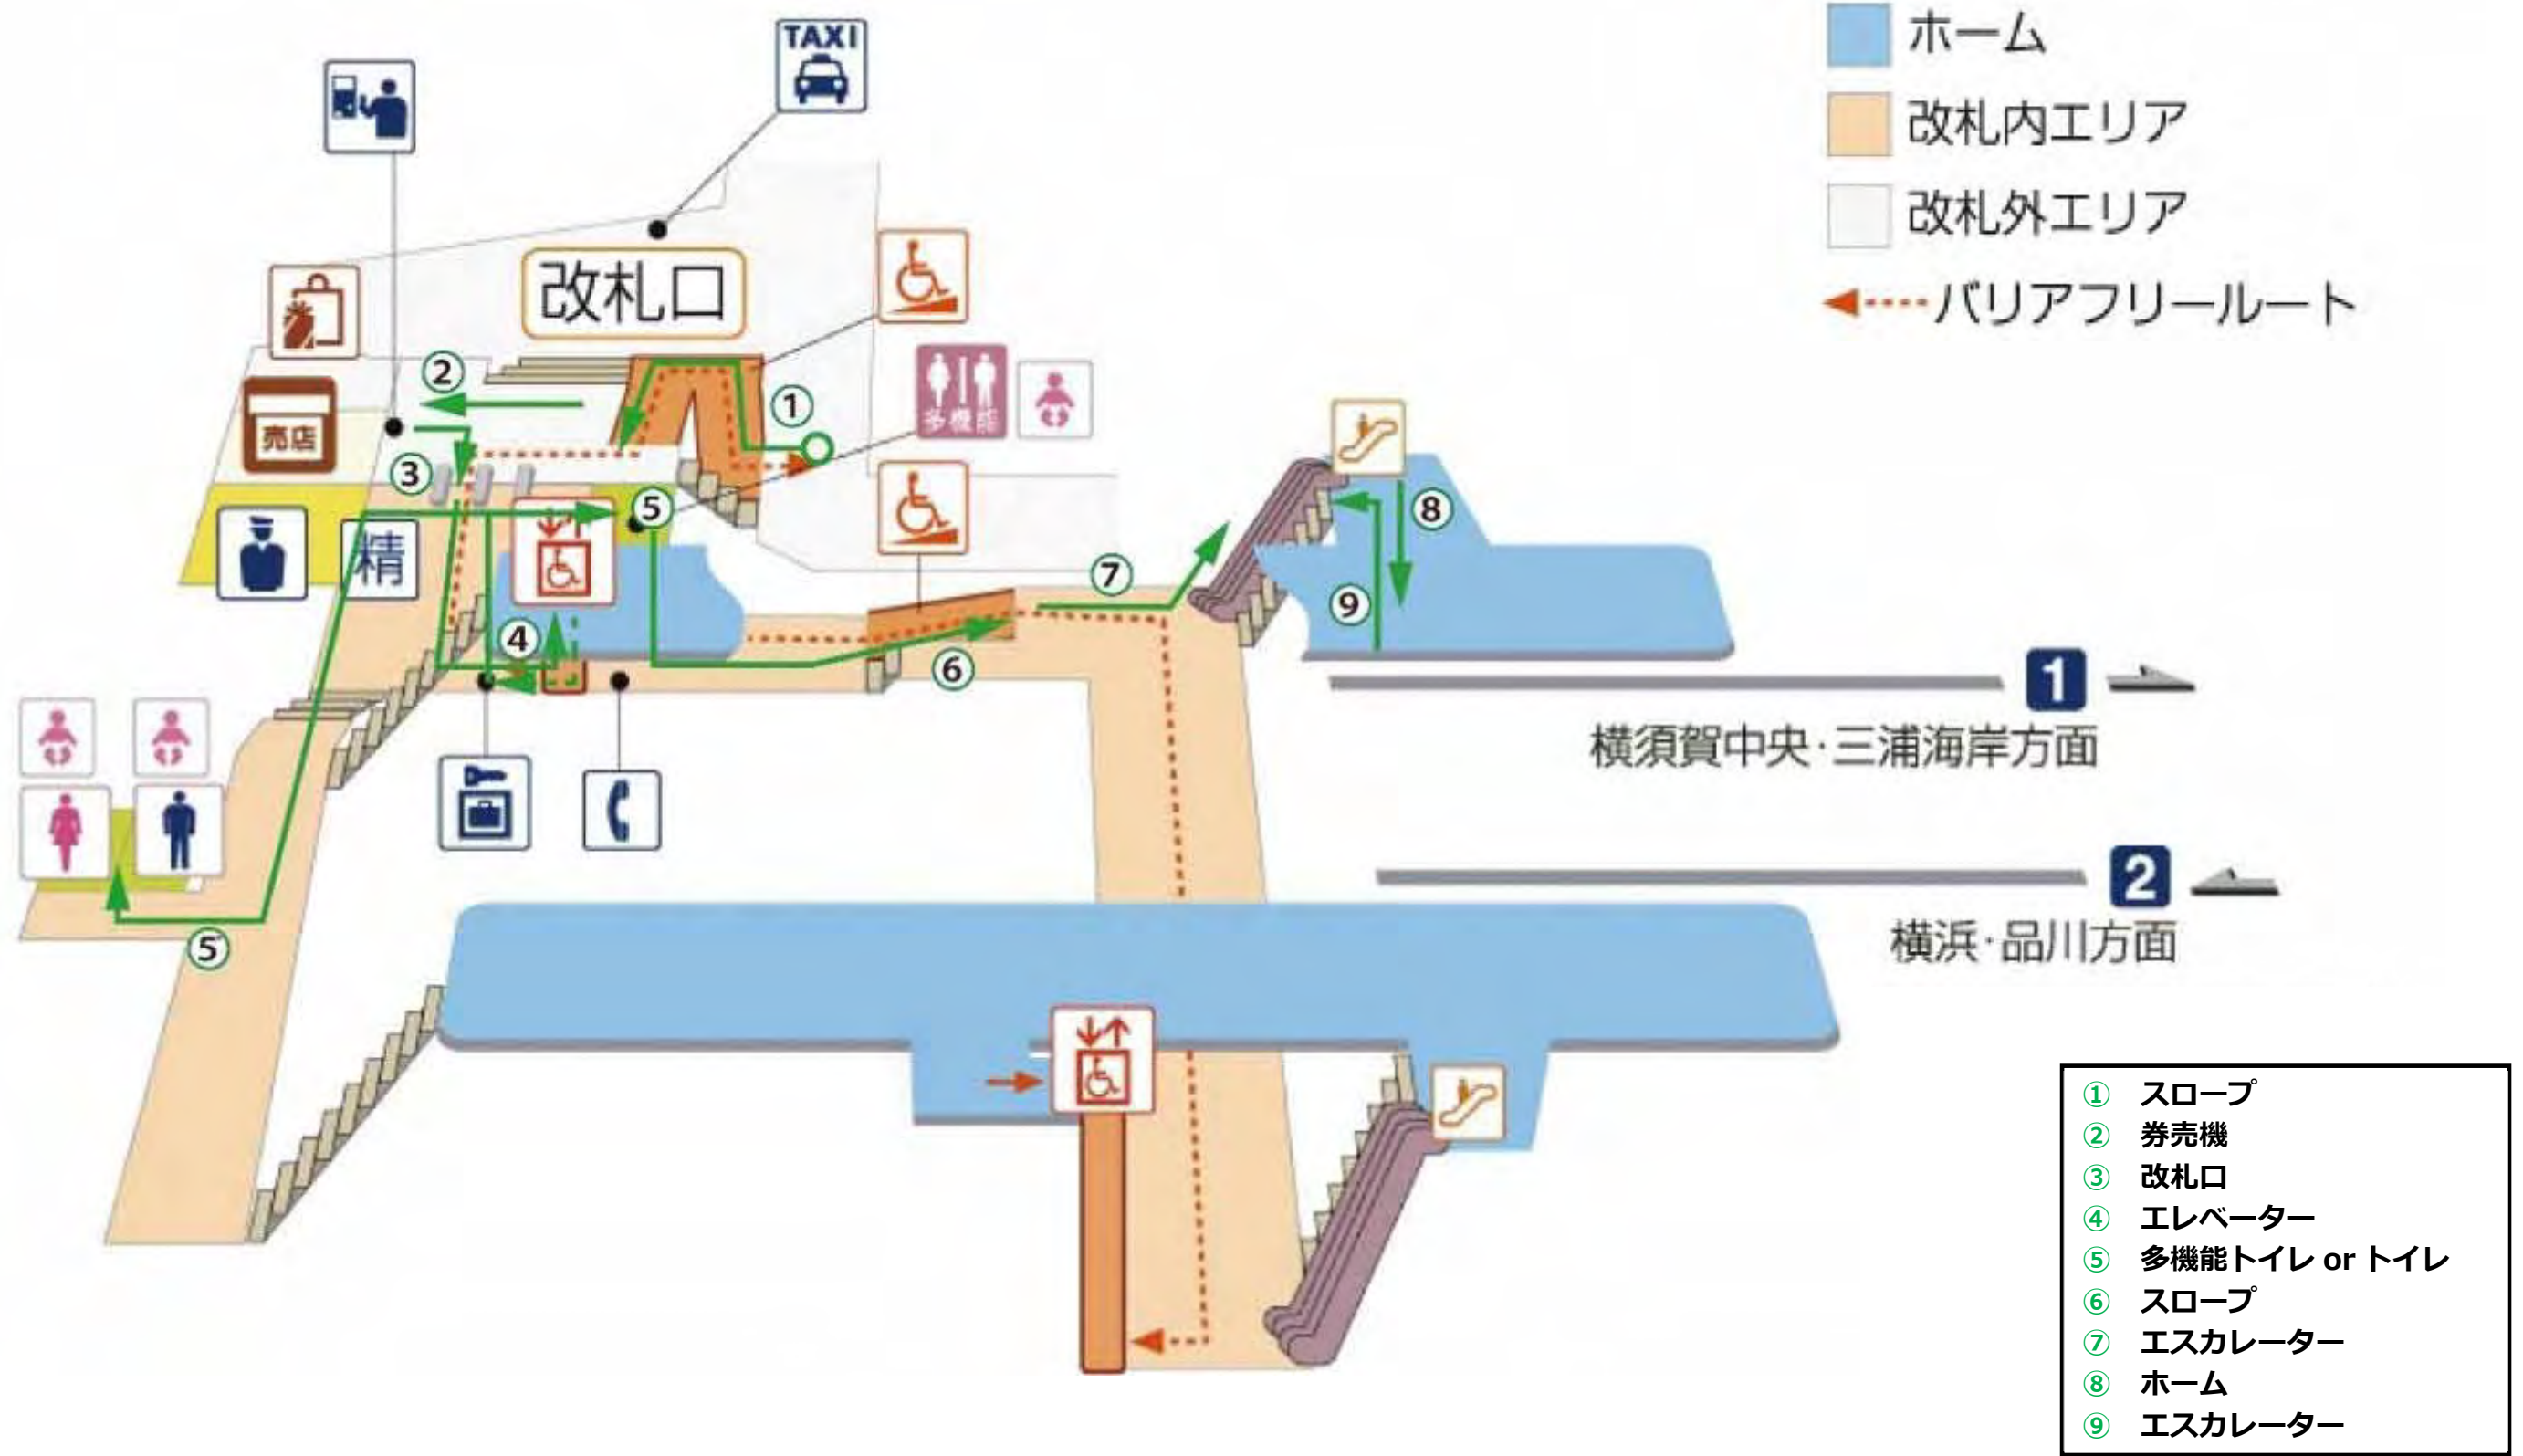 TAXI
ホーム
改札内エリア
改札外エリア
バリアフリールート
改札口
②
①
多機能
売店
③
⑤
⑧
精
⑦
⑨
④
⑥
1
横須賀中央・三浦海岸方面
2
横浜・品川方面
⑤
① スロープ
② 券売機
③ 改札口
④ エレベーター
⑤ 多機能トイレ or トイレ
⑥ スロープ
⑦ エスカレーター
⑧ ホーム
⑨ エスカレーター